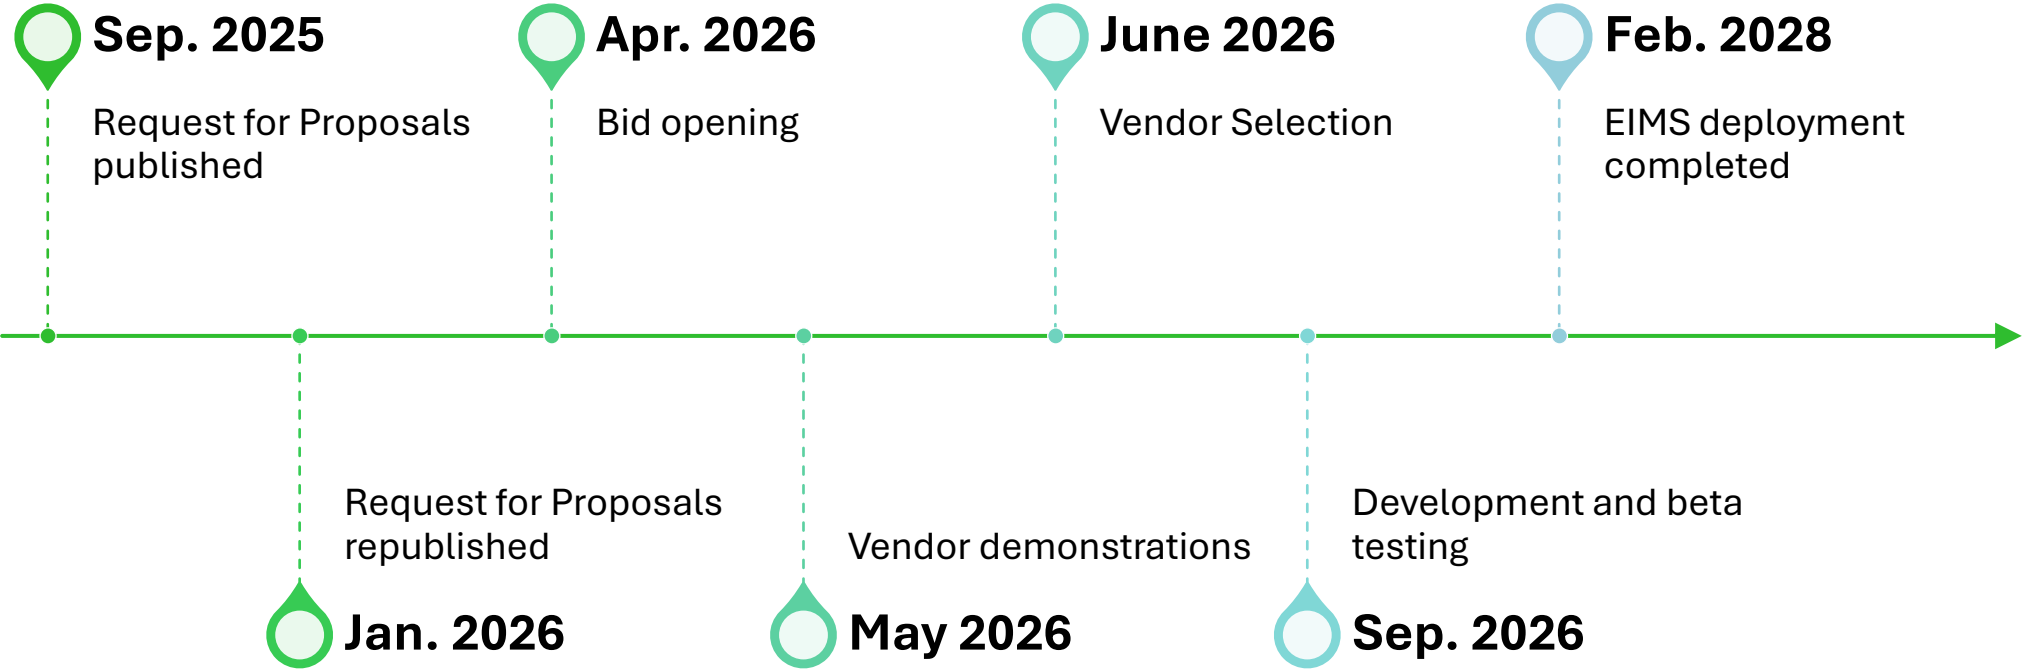 Sep. 2025
Request for Proposals
published
Jan. 2026
Request for Proposals
republished
Apr. 2026
Bid opening
May 2026
Vendor demonstrations
June 2026
Vendor Selection
Sep. 2026
Development and beta
testing
Feb. 2028
EIMS deployment
completed